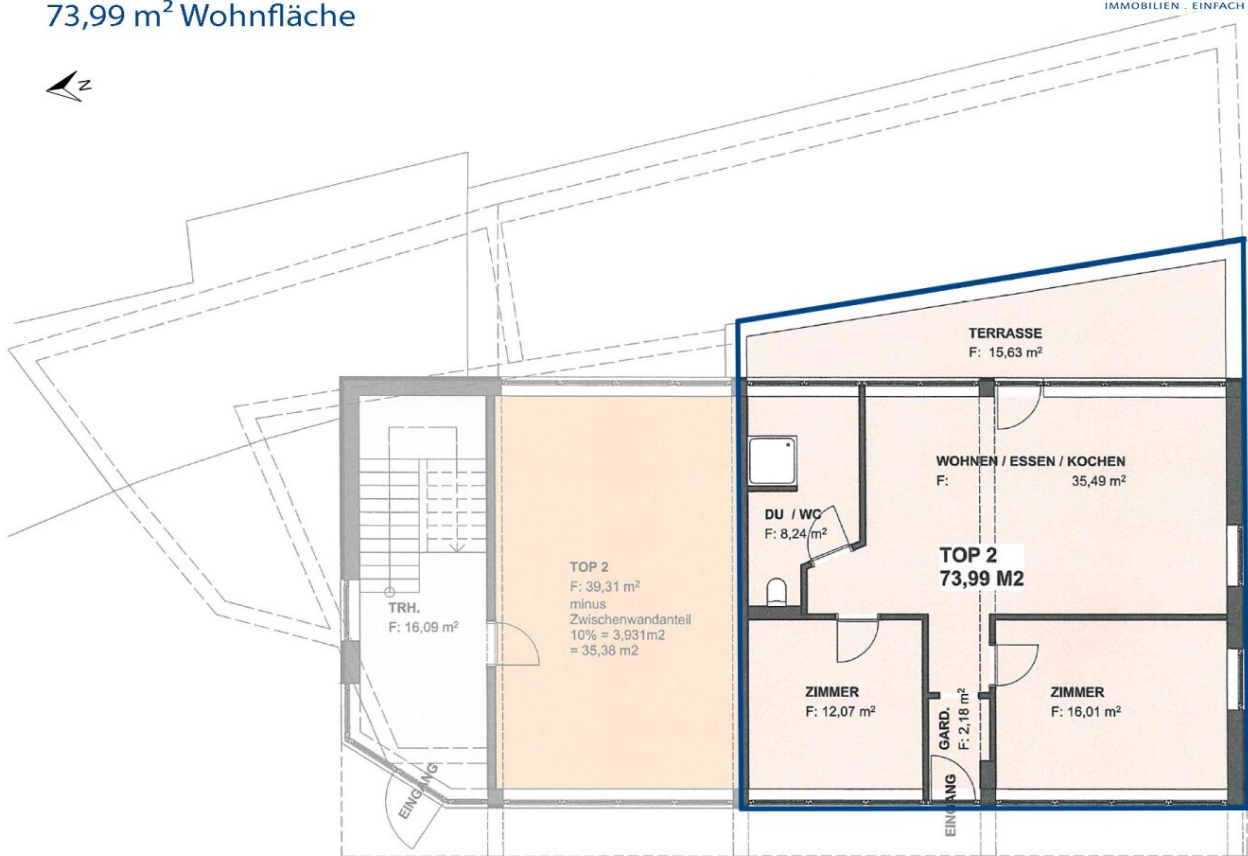 73,99 m² Wohnfläche
IMMOBILIEN . EINFACH
N
TERRASSE
F: 15,63 m²
WOHNEN / ESSEN / KOCHEN
F: 35,49 m²
DU / WC
F: 8,24 m²
TOP 2
73,99 M2
TOP 2
F: 39,31 m²
minus
Zwischenwandanteil
10% = 3,931m2
= 35,38 m2
TRH.
F: 16,09 m²
ZIMMER
F: 12,07 m²
GARD.
F: 2,18 m²
ZIMMER
F: 16,01 m²
EINGANG
EINGANG